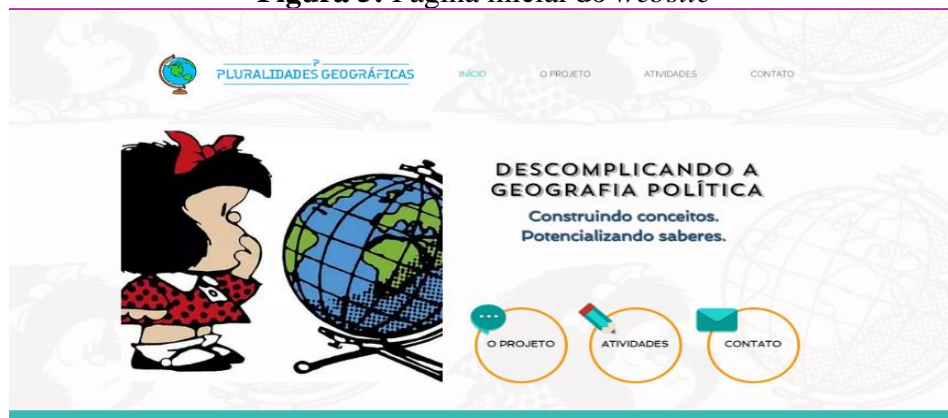 Figura 3: Página inicial do website
PLURALIDADES GEOGRÁFICAS
INÍCIO O PROJETO ATIVIDADES CONTATO
DESCOMPLICANDO A
GEOGRAFIA POLÍTICA
Construindo conceitos.
Potencializando saberes.
O PROJETO ATIVIDADES CONTATO